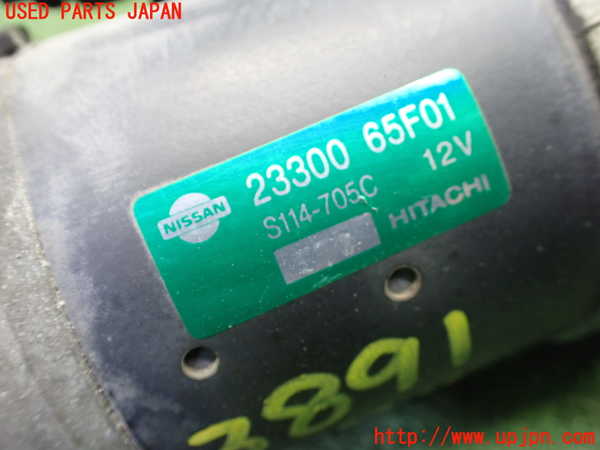 USED PARTS JAPAN
NISSAN
23300 65F01
S114-705C 12V
HITACHI
3891
http://www.upjpn.com